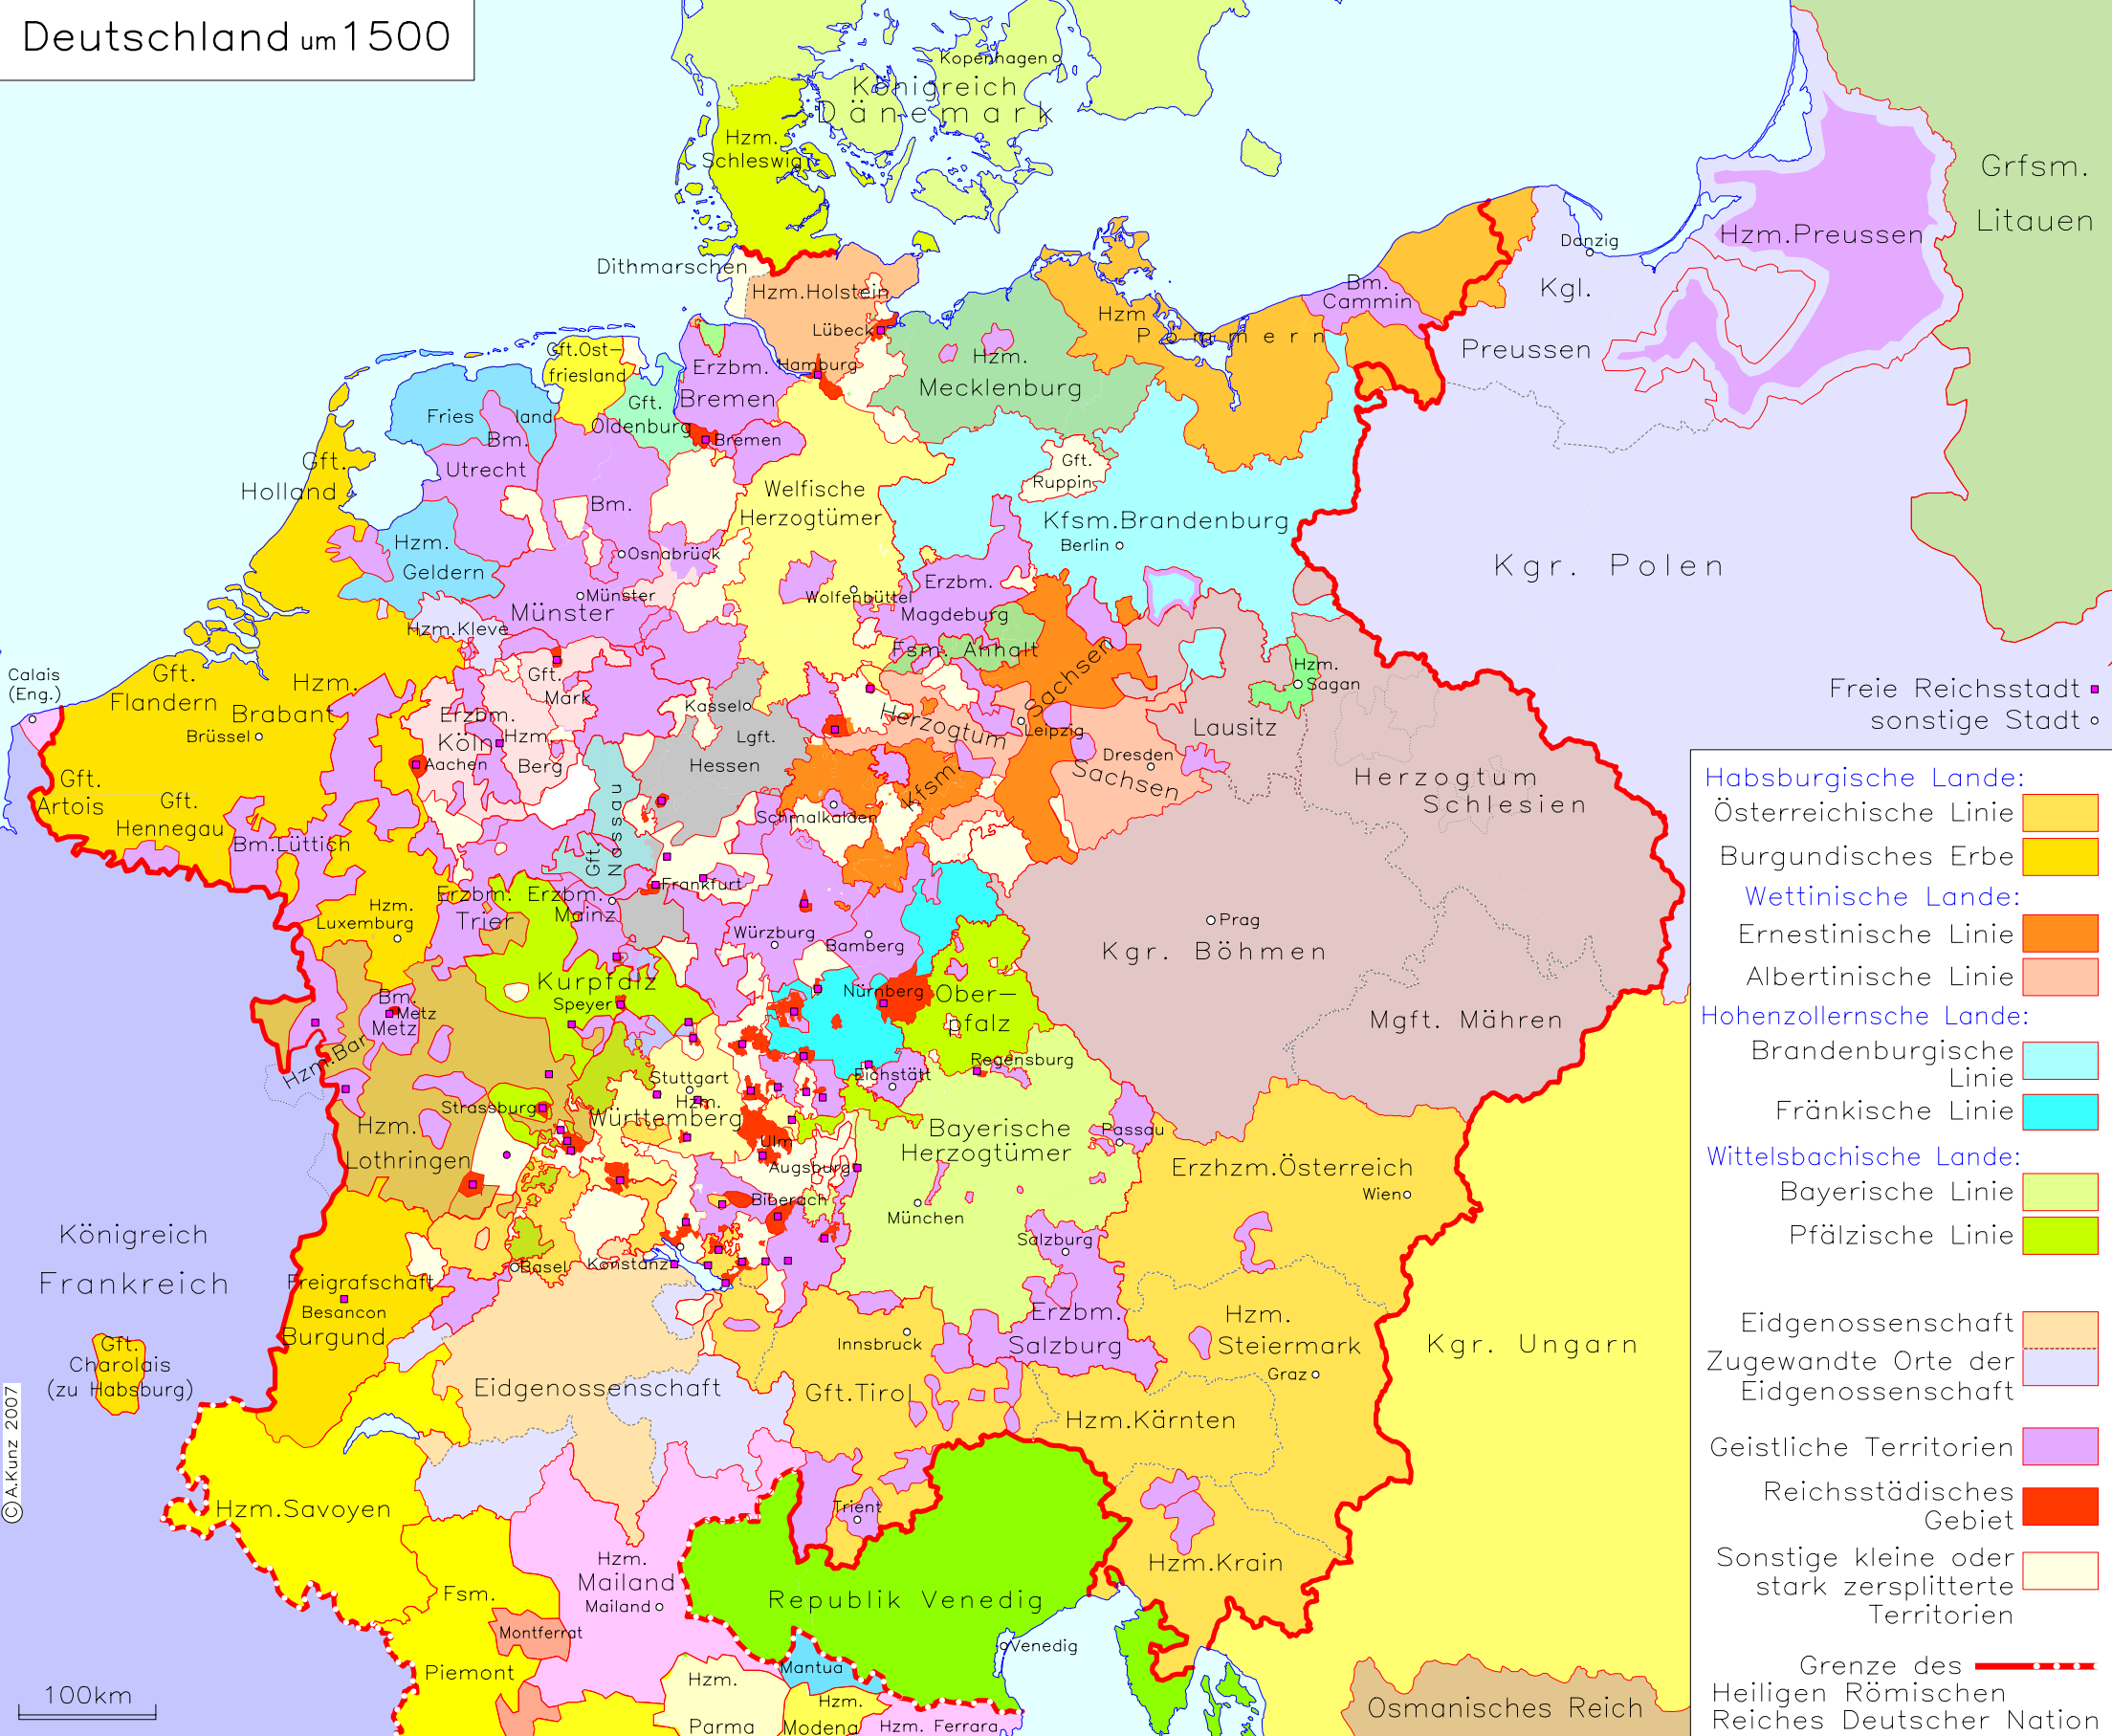 Deutschland um 1500
Kopenhagen
Königreich
Dänemark
Hzm.
Schleswig
Grfsm.
Litauen
Hzm.Preussen
Danzig
Kgl.
Preussen
Dithmarschen
Hzm.Holstein
Lübeck
Hamburg
Bm.
Cammin
Hzm
Pommern
Hzm.
Mecklenburg
Gft.Ost-
friesland
Erzbm.
Bremen
Gft.
Oldenburg
Bremen
Fries land
Bm.
Utrecht
Gft.
Holland
Gft.
Ruppin
Welfische
Herzogtümer
Bm.
Münster
Osnabrück
Münster
Hzm.
Geldern
Kfsm.Brandenburg
Berlin
Kgr. Polen
Erzbm.
Magdeburg
Wolfenbüttel
Hzm.Kleve
Fsm. Anhalt
Calais
(Eng.)
Gft.
Flandern
Hzm.
Brabant
Brüssel
Gft.
Mark
Erzbm.
Köln
Hzm.
Berg
Aachen
Kassel
Lgft.
Hessen
Herzogtum
Sachsen
Sachsen
Leipzig
Dresden
Kfsm.
Hzm.
Sagan
Lausitz
Herzogtum
Schlesien
Gft.
Artois
Gft.
Hennegau
Bm.Lüttich
Gft.
Nassau
Schmalkalden
Frankfurt
Hzm.
Luxemburg
Erzbm.
Trier
Erzbm.
Mainz
Würzburg
Bamberg
Prag
Kgr. Böhmen
Mgft. Mähren
Kurpfalz
Speyer
Nürnberg
Ober-
pfalz
Regensburg
Eichstätt
Bm.
Metz
Metz
Hzm.Bar
Hzm.
Lothringen
Strassburg
Stuttgart
Hzm.
Württemberg
Ulm
Augsburg
Biberach
Bayerische
Herzogtümer
München
Passau
Erzhzm.Österreich
Wien
Königreich
Frankreich
Freigrafschaft
Besancon
Burgund
Basel
Konstanz
Salzburg
Erzbm.
Salzburg
Hzm.
Steiermark
Graz
Kgr. Ungarn
Innsbruck
Gft.Tirol
Hzm.Kärnten
Gft.
Charolais
(zu Habsburg)
Eidgenossenschaft
Hzm.Savoyen
Trient
Hzm.Krain
Hzm.
Mailand
Mailand
Republik Venedig
Venedig
Fsm.
Piemont
Montferrat
Mantua
Hzm.
Parma
Hzm.
Modena
Hzm. Ferrara
Osmanisches Reich
100km
©A.Kunz 2007
Freie Reichsstadt
sonstige Stadt
Habsburgische Lande:
Österreichische Linie
Burgundisches Erbe
Wettinische Lande:
Ernestinische Linie
Albertinische Linie
Hohenzollernsche Lande:
Brandenburgische
Linie
Fränkische Linie
Wittelsbachische Lande:
Bayerische Linie
Pfälzische Linie
Eidgenossenschaft
Zugewandte Orte der
Eidgenossenschaft
Geistliche Territorien
Reichsstädisches
Gebiet
Sonstige kleine oder
stark zersplitterte
Territorien
Grenze des
Heiligen Römischen
Reiches Deutscher Nation